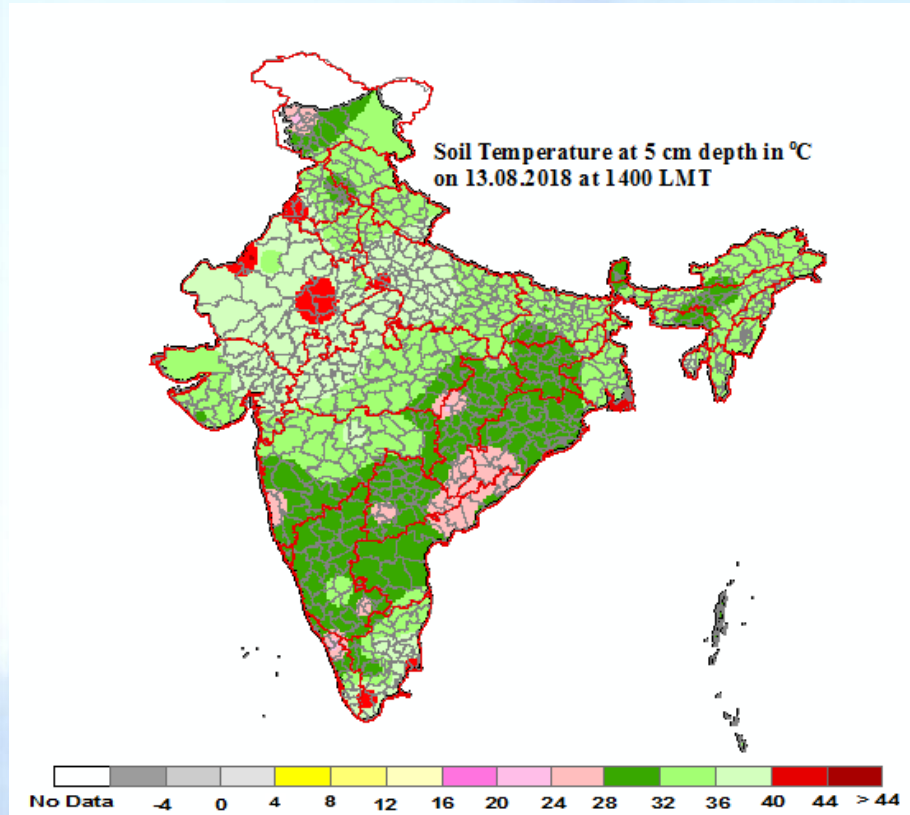 Soil Temperature at 5 cm depth in °C
on 13.08.2018 at 1400 LMT
No Data -4 0 4 8 12 16 20 24 28 32 36 40 44 > 44